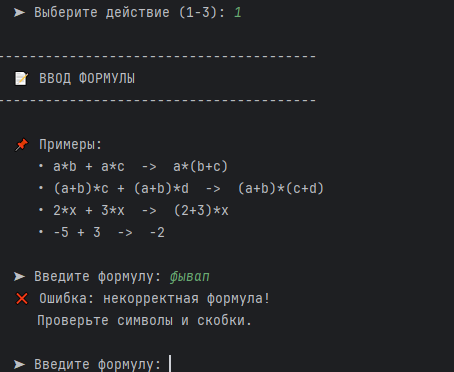 ➤ Выберите действие (1-3): 1
----------------------------------------
📝 ВВОД ФОРМУЛЫ
----------------------------------------
📌 Примеры:
• a*b + a*c -> a*(b+c)
• (a+b)*c + (a+b)*d -> (a+b)*(c+d)
• 2*x + 3*x -> (2+3)*x
• -5 + 3 -> -2
➤ Введите формулу: фывап
❌ Ошибка: некорректная формула!
Проверьте символы и скобки.
➤ Введите формулу: